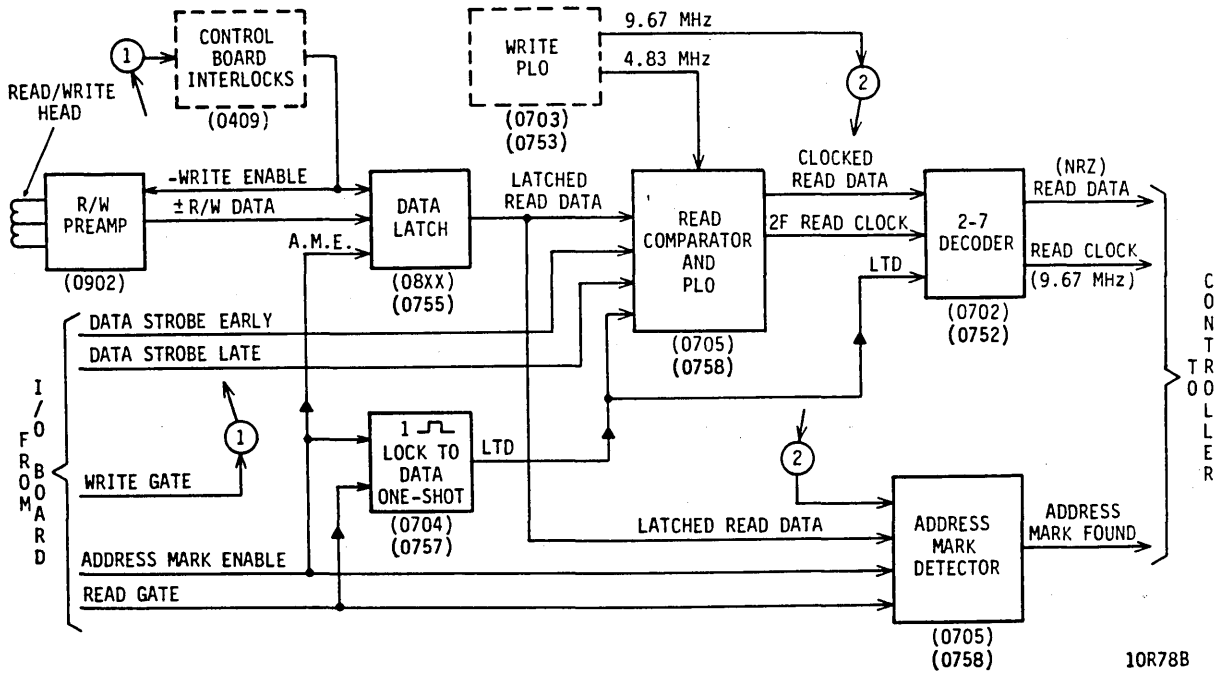 9.67 MHz
4.83 MHz
1
CONTROL
BOARD
INTERLOCKS
(0409)
WRITE
PLO
(0703)
(0753)
2
READ/WRITE
HEAD
R/W
PREAMP
(0902)
-WRITE ENABLE
± R/W DATA
A.M.E.
DATA
LATCH
(08XX)
(0755)
LATCHED
READ DATA
READ
COMPARATOR
AND
PLO
(0705)
(0758)
CLOCKED
READ DATA
2F READ CLOCK
LTD
2-7
DECODER
(0702)
(0752)
(NRZ)
READ DATA
READ CLOCK
(9.67 MHz)
DATA STROBE EARLY
DATA STROBE LATE
1
WRITE GATE
1
LOCK TO
DATA
ONE-SHOT
(0704)
(0757)
LTD
2
LATCHED READ DATA
ADDRESS
MARK
DETECTOR
(0705)
(0758)
ADDRESS
MARK FOUND
ADDRESS MARK ENABLE
READ GATE
FROM
I/O BOARD
TO
CONTROLLER
10R78B